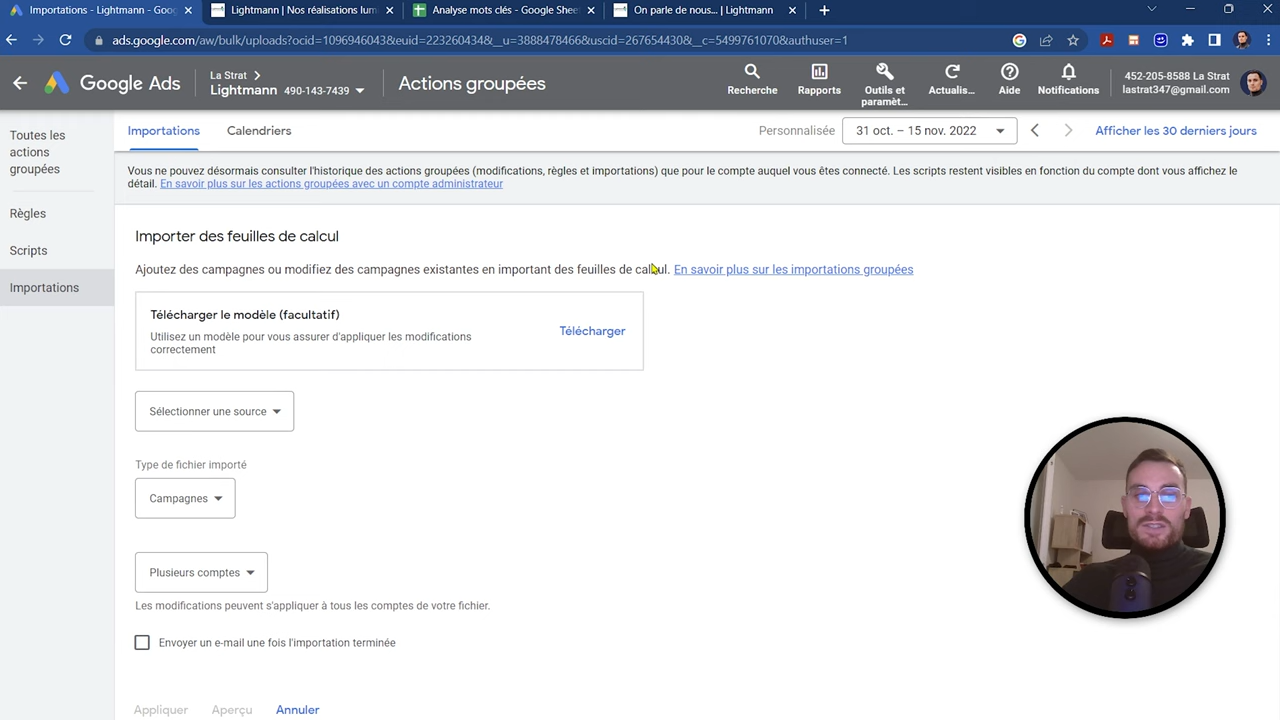 Importations - Lightmann - Goog
Lightmann | Nos réalisations lum
Analyse mots clés - Google Shee
On parle de nous... | Lightmann
ads.google.com/aw/bulk/uploads?ocid=1096946043&euid=223260434&__u=3888478466&uscid=267654430&__c=5499761070&authuser=1
Google Ads
La Strat
Lightmann 490-143-7439
Actions groupées
Recherche
Rapports
Outils et
paramèt...
Actualis...
Aide
Notifications
452-205-8588 La Strat
lastrat347@gmail.com
Toutes les
actions
groupées
Règles
Scripts
Importations
Importations
Calendriers
Personnalisée
31 oct. – 15 nov. 2022
Afficher les 30 derniers jours
Vous ne pouvez désormais consulter l'historique des actions groupées (modifications, règles et importations) que pour le compte auquel vous êtes connecté. Les scripts restent visibles en fonction du compte dont vous affichez le
détail. En savoir plus sur les actions groupées avec un compte administrateur
Importer des feuilles de calcul
Ajoutez des campagnes ou modifiez des campagnes existantes en important des feuilles de calcul. En savoir plus sur les importations groupées
Télécharger le modèle (facultatif)
Utilisez un modèle pour vous assurer d'appliquer les modifications
correctement
Télécharger
Sélectionner une source
Type de fichier importé
Campagnes
Plusieurs comptes
Les modifications peuvent s'appliquer à tous les comptes de votre fichier.
Envoyer un e-mail une fois l'importation terminée
Appliquer
Aperçu
Annuler